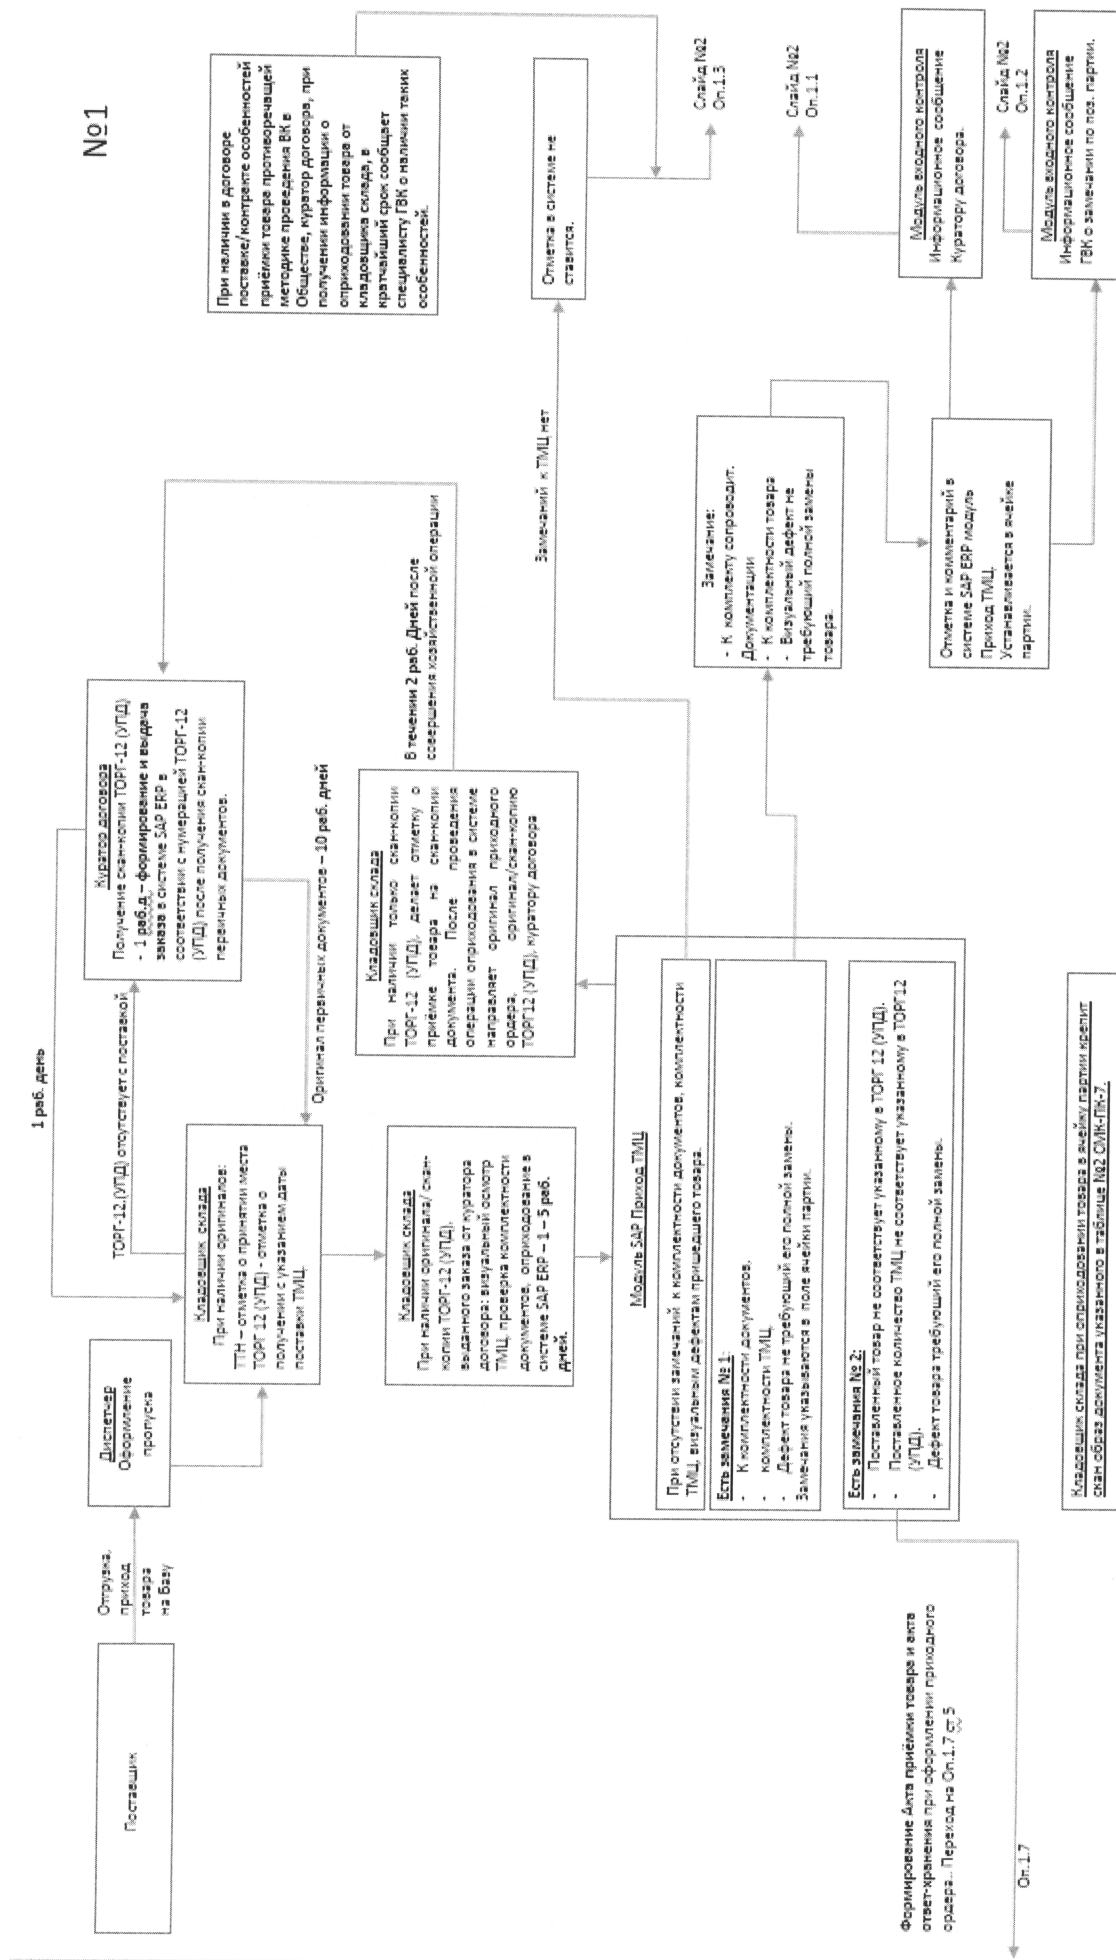 №1
Поставщик
Отгрузка,
приход
товара
на базу
Диспетчер
Оформление
пропуска
1 раб. день
ТОРГ-12,(УПД) отсутствует с поставкой
Кладовщик склада
При наличии оригиналов:
ТТН – отметка о принятии места
ТОРГ 12 (УПД) - отметка о
получении с указанием даты
поставки ТМЦ.
Куратор договора
Получение скан-копии ТОРГ-12 (УПД)
- 1 раб.д – формирование и выдача
заказа в системе SAP ERP в
соответствии с нумерацией ТОРГ-12
(УПД) после получения скан-копии
первичных документов.
Оригинал первичных документов – 10 раб. дней
Кладовщик склада
При наличии оригинала/ скан-
копии ТОРГ-12 (УПД).
выданного заказа от куратора
договора: визуальный осмотр
ТМЦ, проверка комплектности
документов, оприходование в
системе SAP ERP – 1 – 5 раб.
дней.
Кладовщик склада
При наличии только скан-копии
ТОРГ-12 (УПД), делает отметку о
приёмке товара на скан-копии
документа. После проведения
операции оприходования в системе
направляет оригинал приходного
ордера, оригинал/скан-копию
ТОРГ12 (УПД), куратору договора
В течении 2 раб. Дней после
совершения хозяйственной операции
При наличии в договоре
поставке/контракте особенностей
приёмки товара противоречащей
методике проведения ВК в
Обществе, куратор договора, при
получении информации о
оприходовании товара от
кладовщика склада, в
кратчайший срок сообщает
специалисту ГВК о наличии таких
особенностей.
Модуль SAP Приход ТМЦ
При отсутствии замечаний к комплектности документов, комплектности
ТМЦ, визуальным дефектам пришедшего товара.
Есть замечания № 1:
- К комплектности документов.
- комплектности ТМЦ.
- Дефект товара не требующий его полной замены.
Замечания указываются в поле ячейки партии.
Есть замечания № 2:
- Поставленный товар не соответствует указанному в ТОРГ 12 (УПД).
- Поставленное количество ТМЦ не соответствует указанному в ТОРГ12
(УПД).
- Дефект товара требующий его полной замены.
Замечаний к ТМЦ нет
Отметка в системе не
ставится.
Слайд №2
Оп.1.3
Замечание:
- К комплекту сопроводит.
Документации
- К комплектности товара
- Визуальный дефект не
требующий полной замены
товара.
Слайд №2
Оп.1.1
Отметка и комментарий в
системе SAP ERP модуль
Приход ТМЦ.
Устанавливается в ячейке
партии.
Модуль входного контроля
Информационное сообщение
Куратору договора.
Слайд №2
Оп.1.2
Модуль входного контроля
Информационное сообщение
ГВК о замечании по поз. партии.
Формирование Акта приёмки товара и акта
ответ-хранения при оформлении приходного
ордера.. Переход на Оп.1.7 ст 5
Оп.1.7
Кладовщик склада при оприходовании товара в ячейку партии крепит
скан образ документа указанного в таблице №2 ОМК-ПК-7.